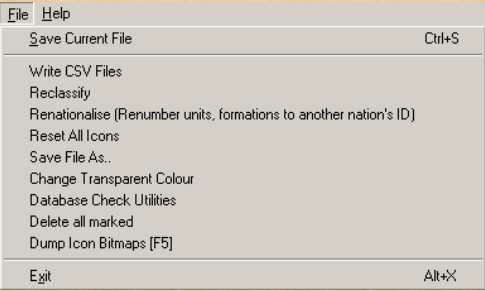 File Help
Save Current File Ctrl+S
Write CSV Files
Reclassify
Renationalise (Renumber units, formations to another nation's ID)
Reset All Icons
Save File As..
Change Transparent Colour
Database Check Utilities
Delete all marked
Dump Icon Bitmaps [F5]
Exit Alt+X